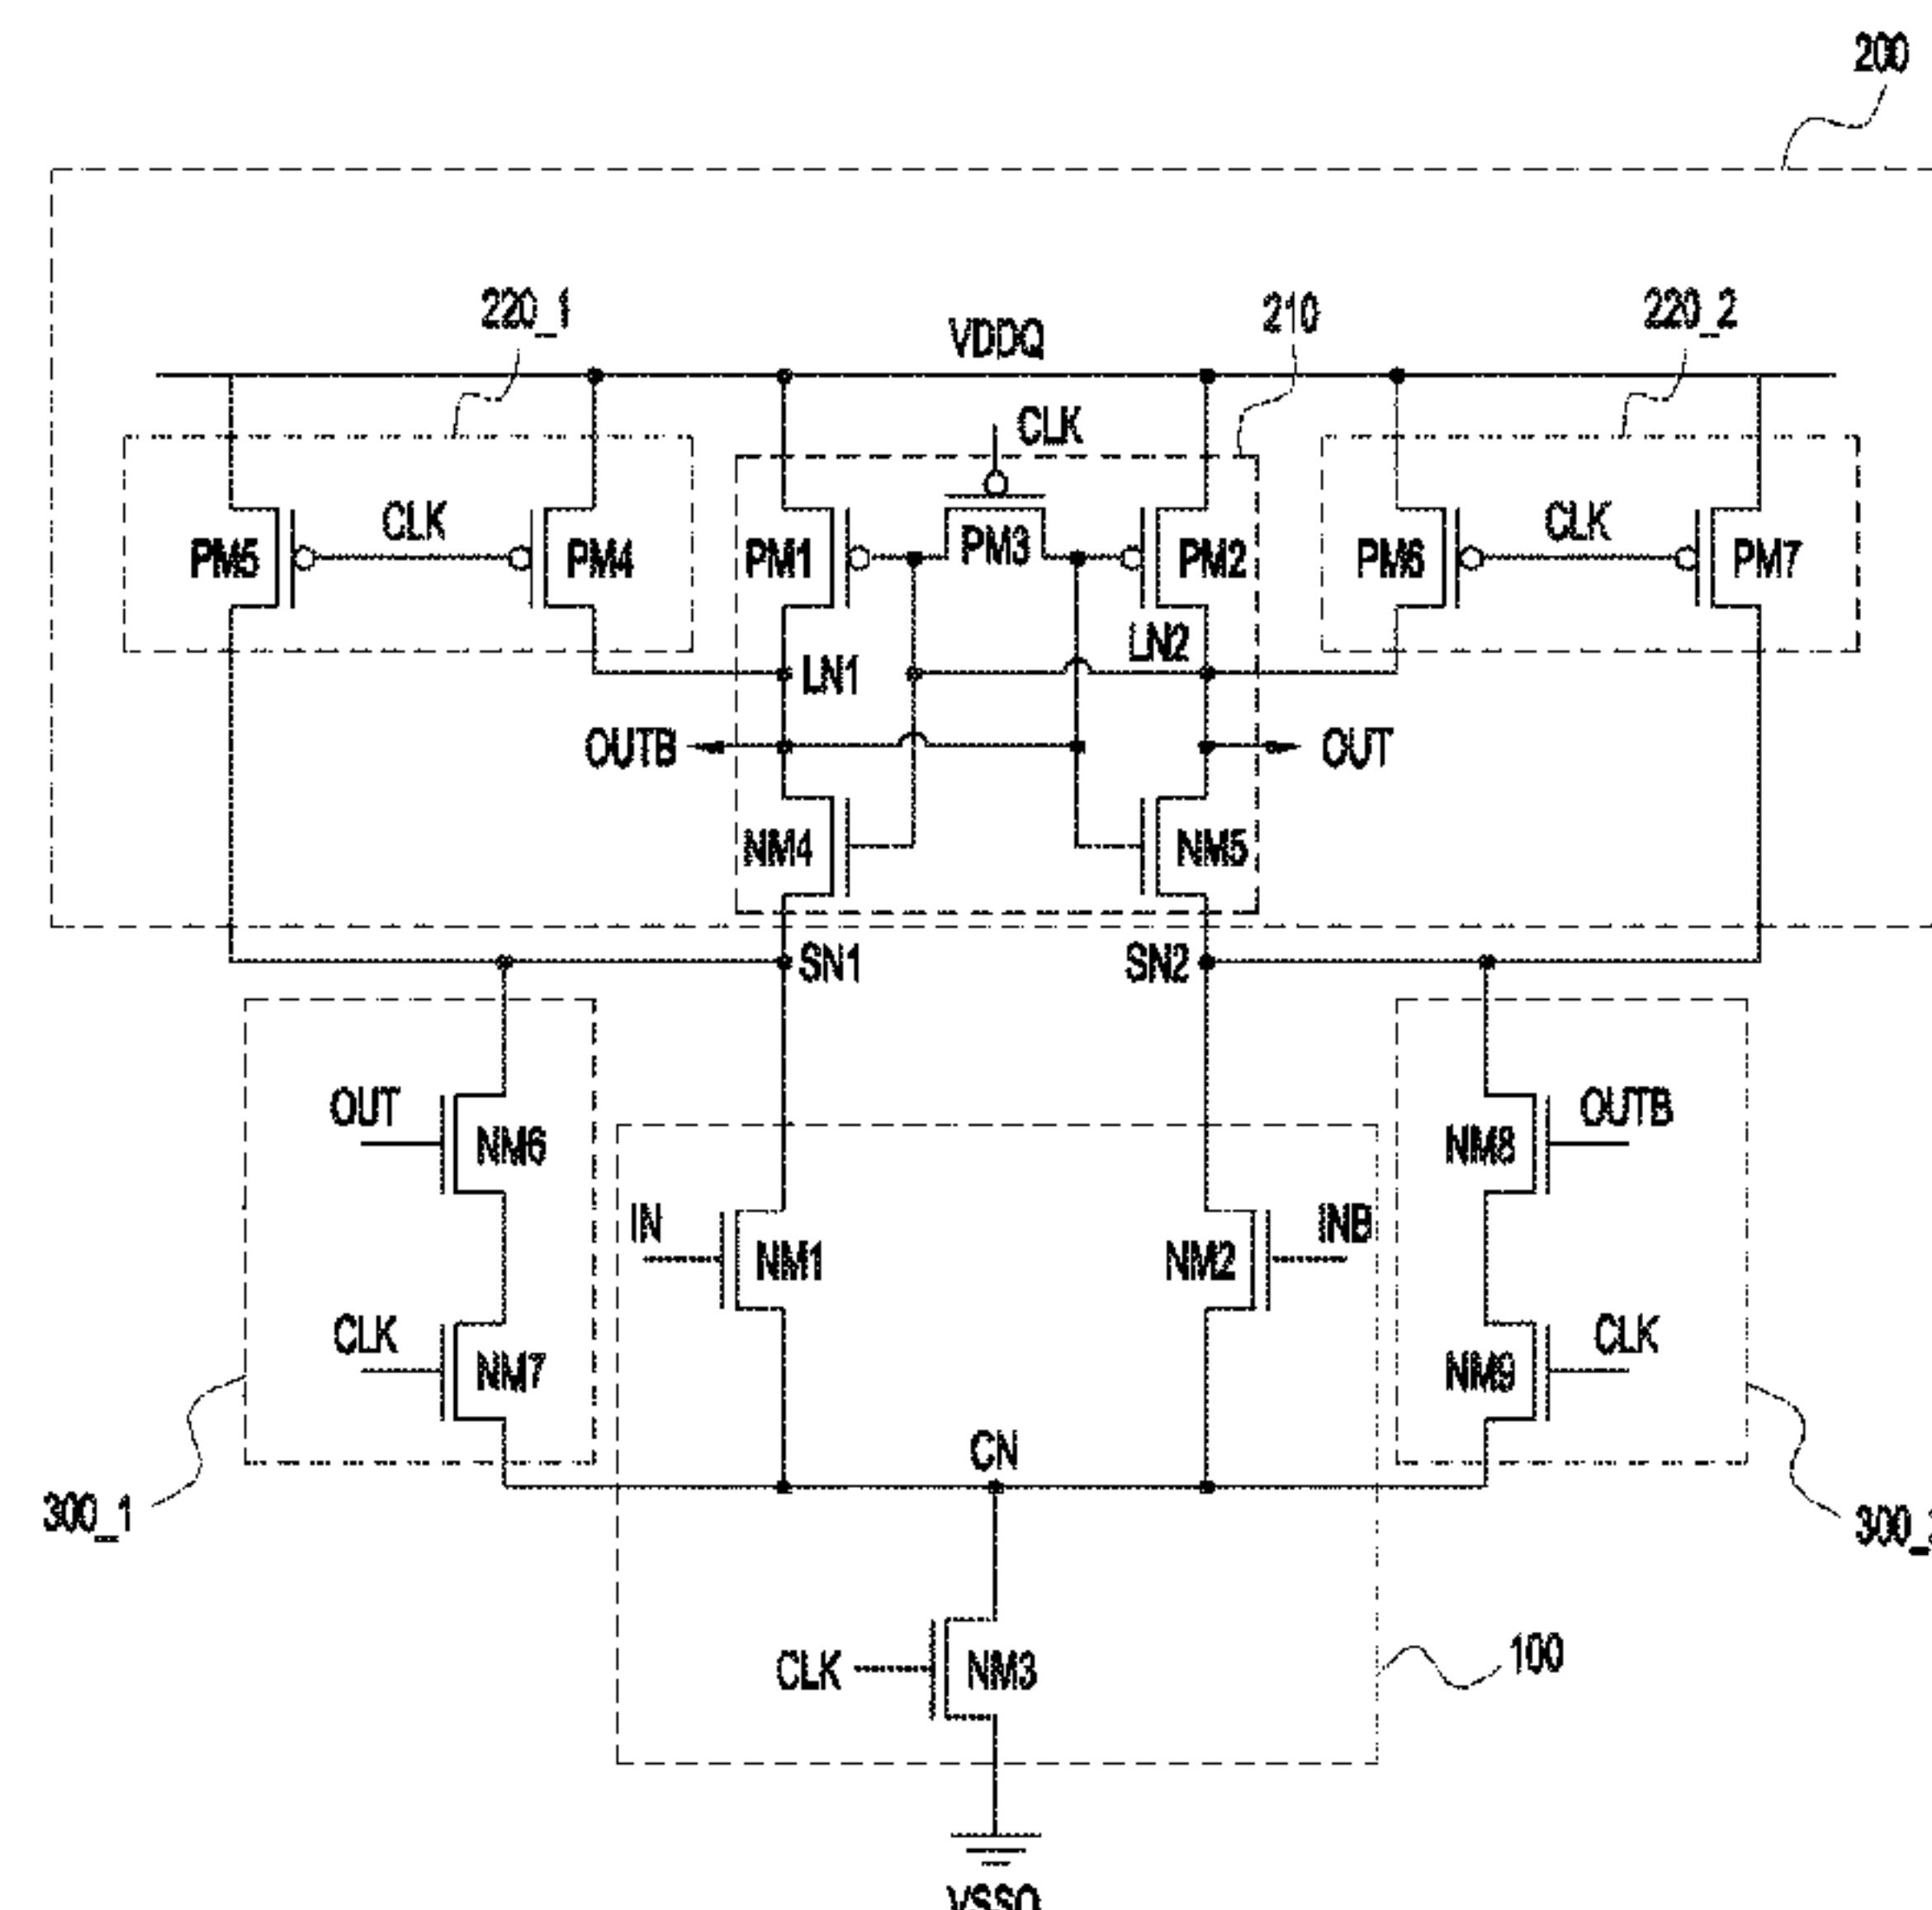 200
220_1
VDDQ
210
220_2
CLK
PM5
CLK
PM4
PM1
PM3
PM2
PM6
CLK
PM7
LN1
LN2
OUTB
OUT
NM4
NM5
SN1
SN2
OUT
NM6
NM8
OUTB
IN
NM1
NM2
INB
CLK
NM7
NM9
CLK
CN
300_1
CLK
NM3
100